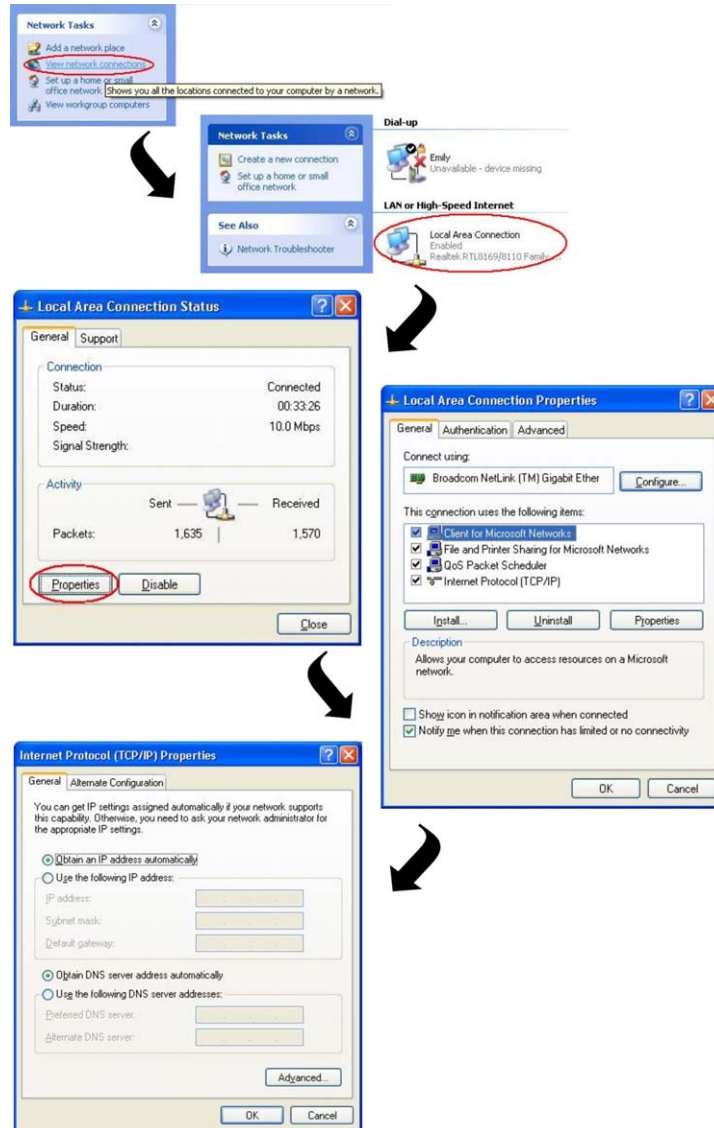 Network Tasks
Add a network place
View network connections
Set up a home or small
office network
Shows you all the locations connected to your computer by a network.
View workgroup computers
Network Tasks
Create a new connection
Set up a home or small
office network
See Also
Network Troubleshooter
Dial-up
Emily
Unavailable - device missing
LAN or High-Speed Internet
Local Area Connection
Enabled
Realtek RTL8169/8110 Family ...
Local Area Connection Status
General Support
Connection
Status: Connected
Duration: 00:33:26
Speed: 10.0 Mbps
Signal Strength:
Activity
Sent Received
Packets: 1,635 1,570
Properties Disable
Close
Local Area Connection Properties
General Authentication Advanced
Connect using:
Broadcom NetLink (TM) Gigabit Ether Configure...
This connection uses the following items:
Client for Microsoft Networks
File and Printer Sharing for Microsoft Networks
QoS Packet Scheduler
Internet Protocol (TCP/IP)
Install... Uninstall Properties
Description
Allows your computer to access resources on a Microsoft
network.
Show icon in notification area when connected
Notify me when this connection has limited or no connectivity
OK Cancel
Internet Protocol (TCP/IP) Properties
General Alternate Configuration
You can get IP settings assigned automatically if your network supports
this capability. Otherwise, you need to ask your network administrator for
the appropriate IP settings.
Obtain an IP address automatically
Use the following IP address:
IP address:
Subnet mask:
Default gateway:
Obtain DNS server address automatically
Use the following DNS server addresses:
Preferred DNS server:
Alternate DNS server:
Advanced...
OK Cancel